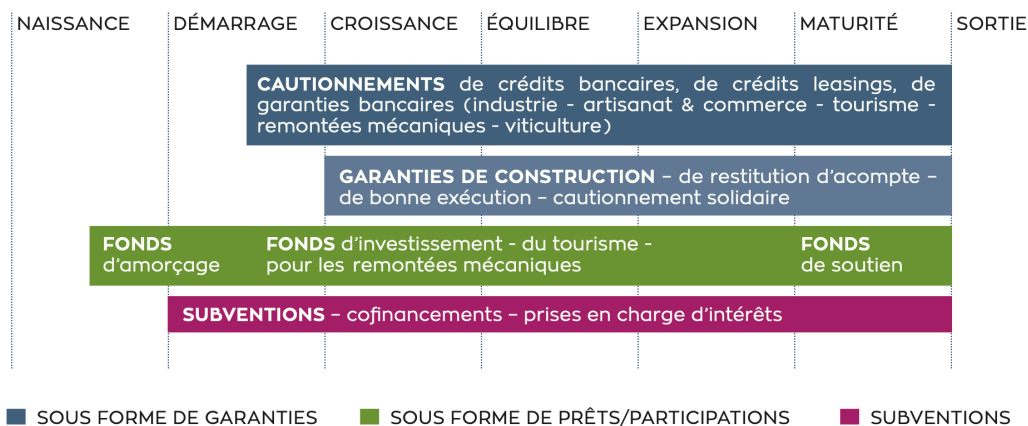 NAISSANCE DÉMARRAGE CROISSANCE ÉQUILIBRE EXPANSION MATURITÉ SORTIE
CAUTIONNEMENTS de crédits bancaires, de crédits leasings, de
garanties bancaires (industrie - artisanat & commerce - tourisme -
remontées mécaniques - viticulture)
GARANTIES DE CONSTRUCTION – de restitution d'acompte –
de bonne exécution – cautionnement solidaire
FONDS
d'amorçage
FONDS d'investissement - du tourisme -
pour les remontées mécaniques
FONDS
de soutien
SUBVENTIONS – cofinancements – prises en charge d'intérêts
SOUS FORME DE GARANTIES SOUS FORME DE PRÊTS/PARTICIPATIONS SUBVENTIONS